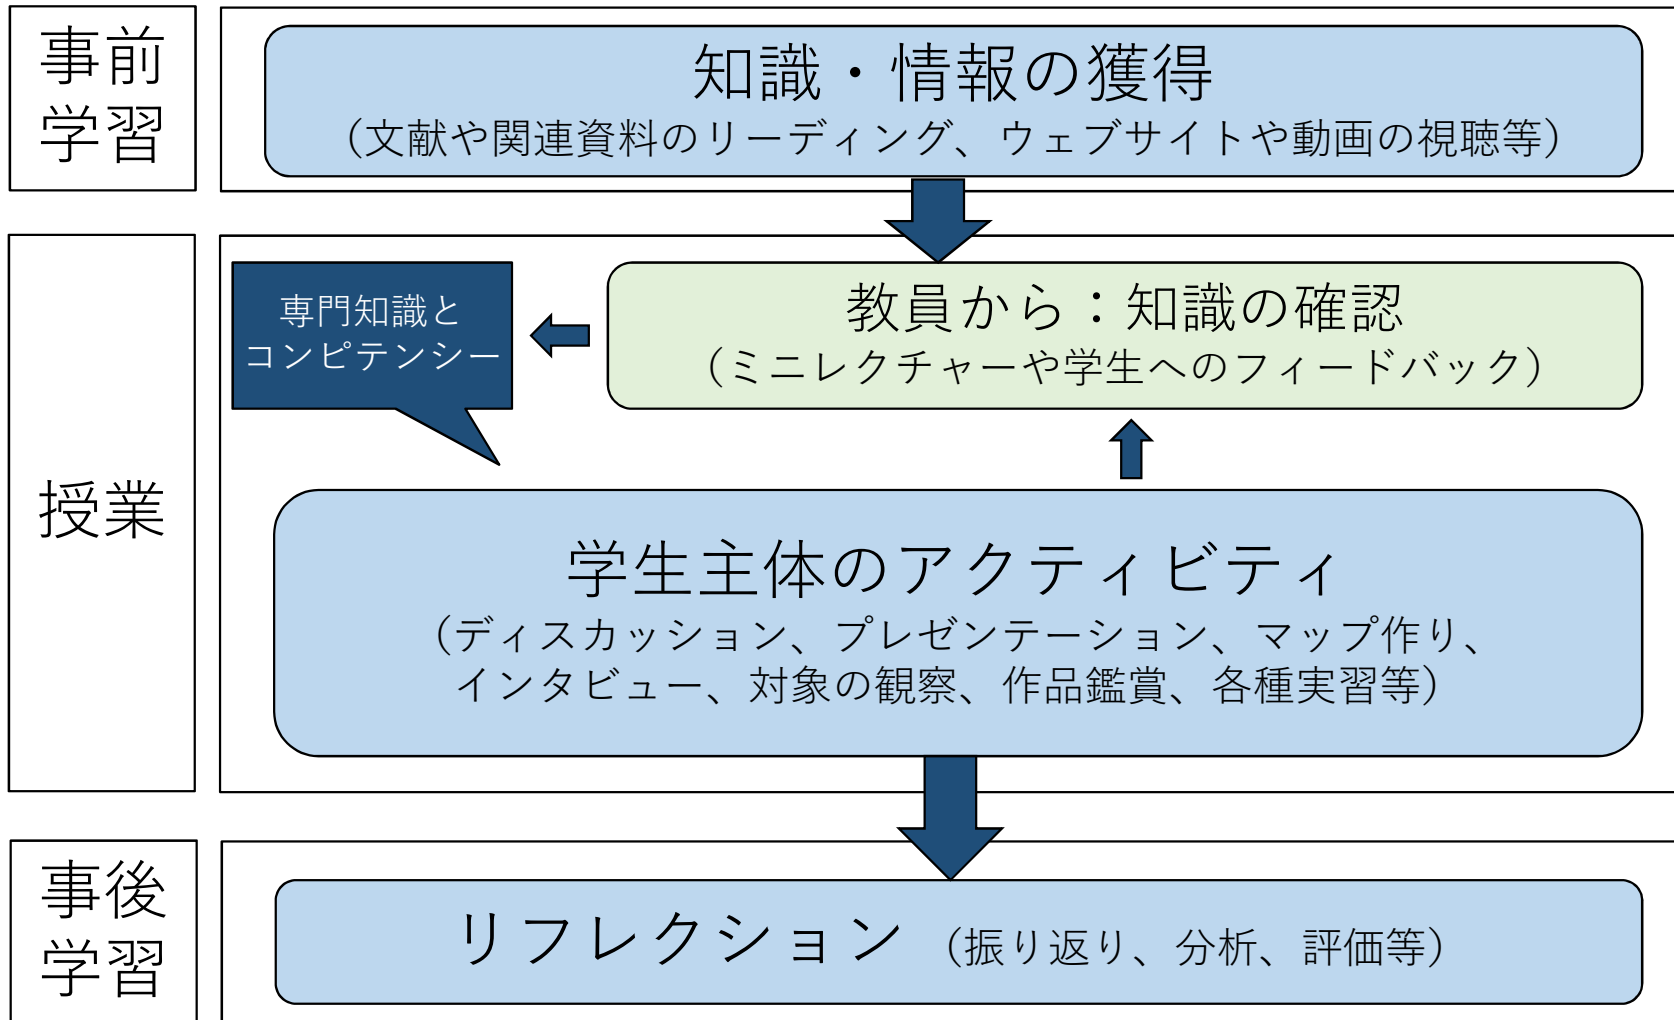 事前
学習
知識・情報の獲得
（文献や関連資料のリーディング、ウェブサイトや動画の視聴等）
授業
教員から：知識の確認
（ミニレクチャーや学生へのフィードバック）
専門知識と
コンピテンシー
学生主体のアクティビティ
（ディスカッション、プレゼンテーション、マップ作り、
インタビュー、対象の観察、作品鑑賞、各種実習等）
事後
学習
リフレクション（振り返り、分析、評価等）